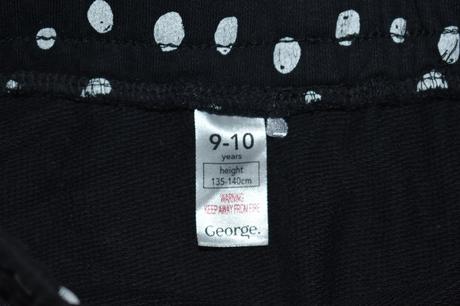 9-10
years
height
135-140cm
WARNING
KEEP AWAY FROM FIRE
George.